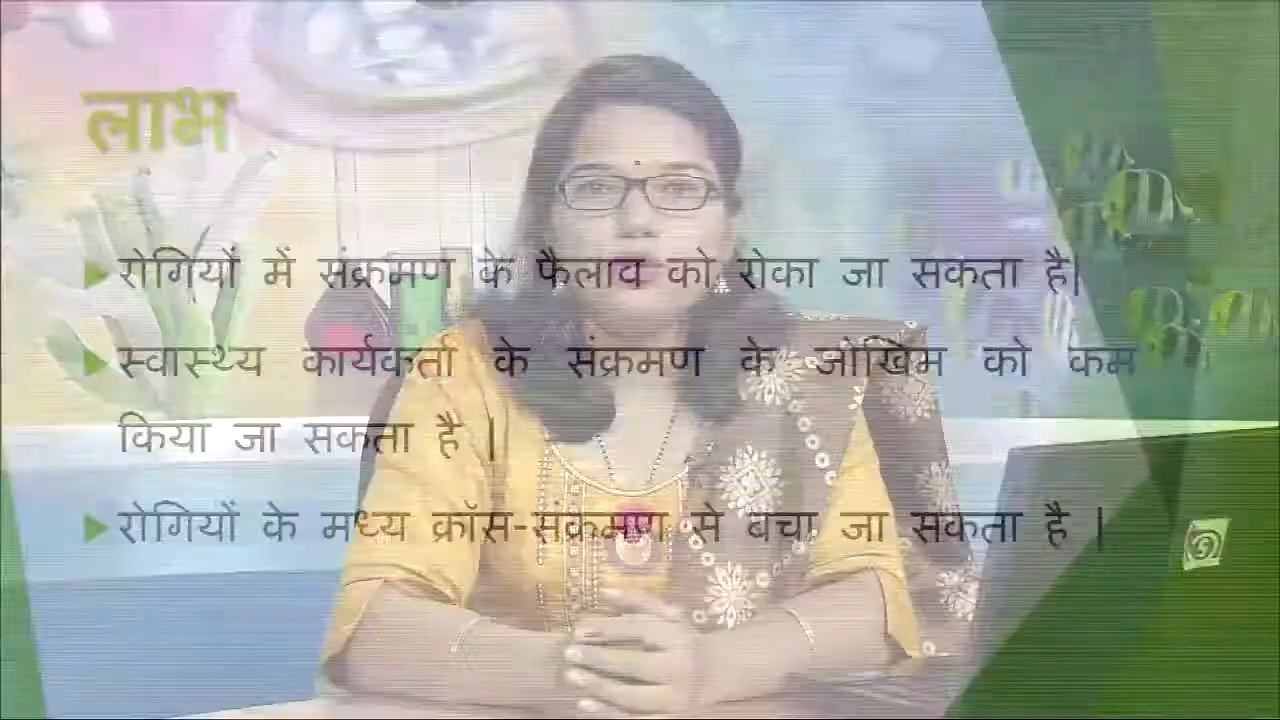 लाभ
रोगियों में संक्रमण के फैलाव को रोका जा सकता है|
स्वास्थ्य कार्यकर्ता के संक्रमण के जोखिम को कम
किया जा सकता है |
रोगियों के मध्य क्रॉस-संक्रमण से बचा जा सकता है |